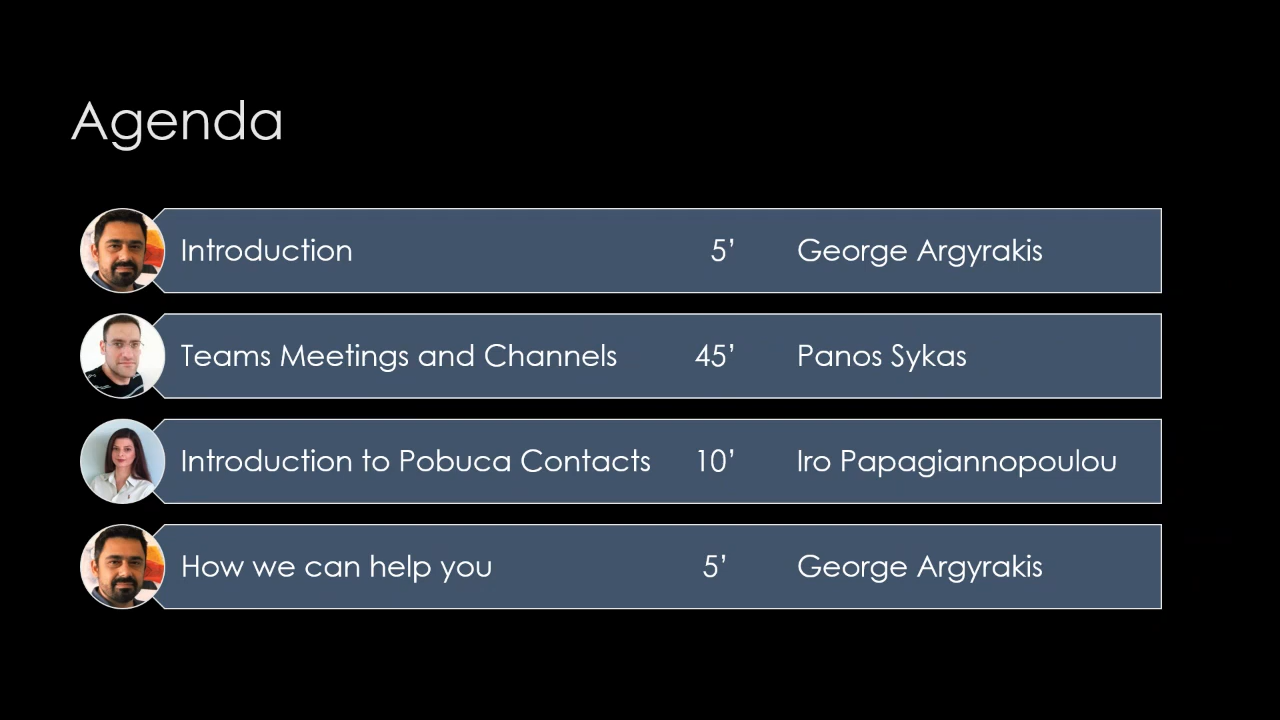 Agenda
Introduction 5’ George Argyrakis
Teams Meetings and Channels 45’ Panos Sykas
Introduction to Pobuca Contacts 10’ Iro Papagiannopoulou
How we can help you 5’ George Argyrakis